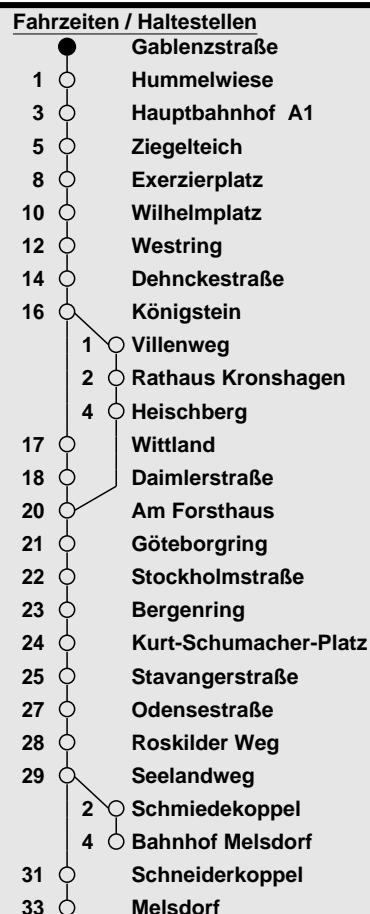 Fahrzeiten / Haltestellen
Gablenzstraße
1 Hummelwiese
3 Hauptbahnhof A1
5 Ziegelteich
8 Exerzierplatz
10 Wilhelmplatz
12 Westring
14 Dehnckestraße
16 Königstein
1 Villenweg
2 Rathaus Kronshagen
4 Heischberg
17 Wittland
18 Daimlerstraße
20 Am Forsthaus
21 Göteborgring
22 Stockholmstraße
23 Bergenring
24 Kurt-Schumacher-Platz
25 Stavangerstraße
27 Odensestraße
28 Roskilder Weg
29 Seelandweg
2 Schmiedekoppel
4 Bahnhof Melsdorf
31 Schneiderkoppel
33 Melsdorf